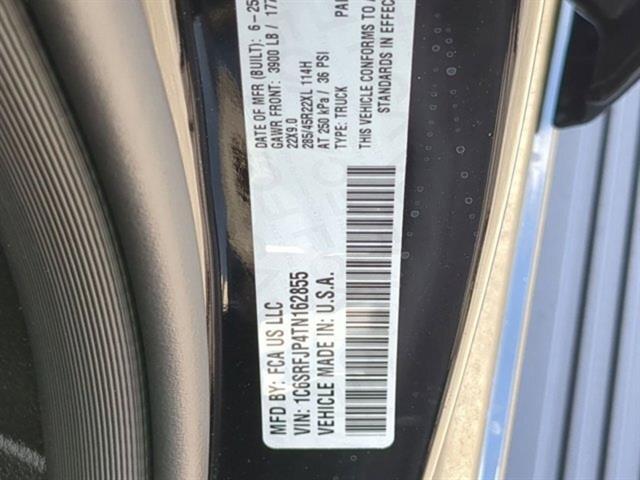 MFD BY: FCA US LLC
DATE OF MFR (BUILT): 6-25
GAWR FRONT: 3900 LB / 177
22X9.0
285/45R22XL 114H
AT 250 kPa / 36 PSI
TYPE: TRUCK
VIN: 1C6SRFJP4TN162855
VEHICLE MADE IN: U.S.A.
PA
THIS VEHICLE CONFORMS TO A
STANDARDS IN EFFEC